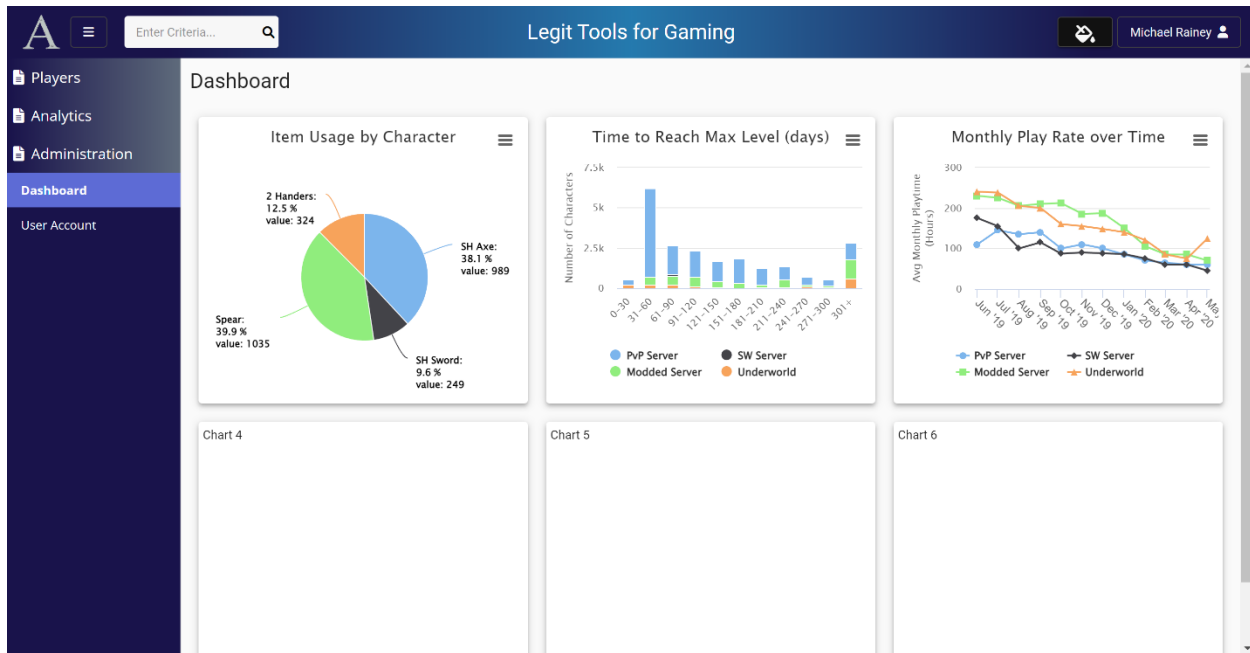 A
Enter Criteria...
Legit Tools for Gaming
Michael Rainey
Players
Analytics
Administration
Dashboard
User Account
Dashboard
Item Usage by Character
2 Handers:
12.5 %
value: 324
SH Axe:
38.1 %
value: 989
Spear:
39.9 %
value: 1035
SH Sword:
9.6 %
value: 249
Time to Reach Max Level (days)
Number of Characters
7.5k
5k
2.5k
0
0-30
31-60
61-90
91-120
121-150
151-180
181-210
211-240
241-270
271-300
301+
PvP Server
SW Server
Modded Server
Underworld
Monthly Play Rate over Time
Avg Monthly Playtime
(Hours)
300
200
100
0
Jun '19
Jul '19
Aug '19
Sep '19
Oct '19
Nov '19
Dec '19
Jan '20
Feb '20
Mar '20
Apr '20
PvP Server
SW Server
Modded Server
Underworld
Chart 4
Chart 5
Chart 6